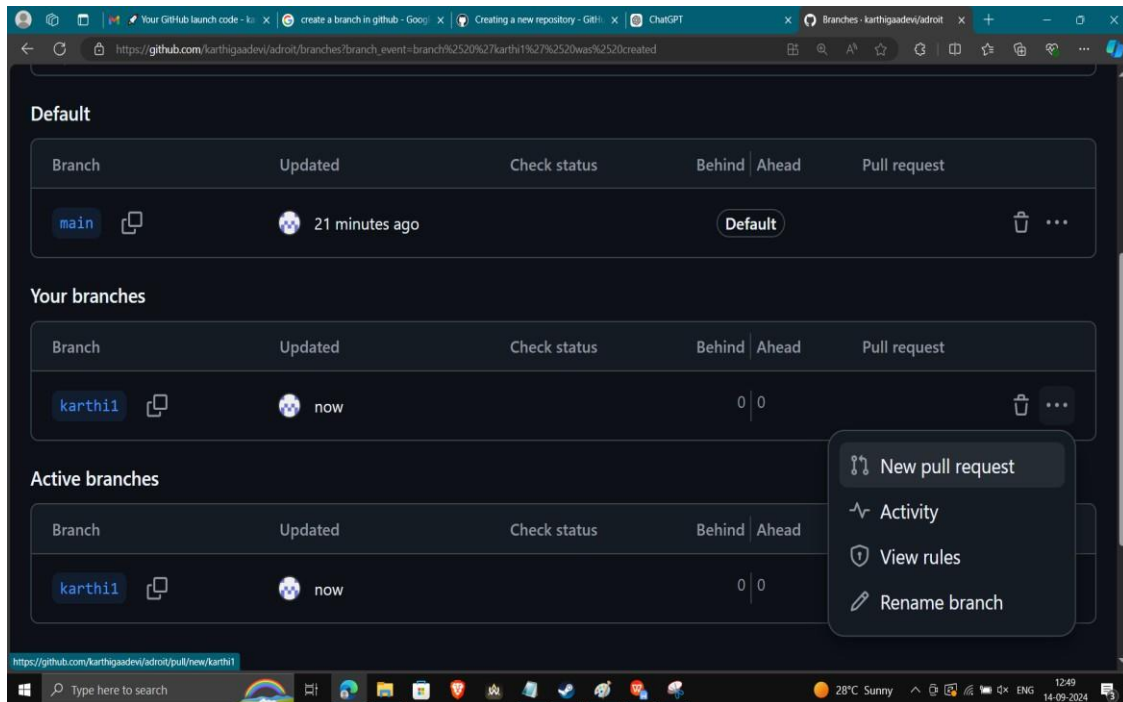 Your GitHub launch code - ka
create a branch in github - Goog
Creating a new repository - GitH
ChatGPT
Branches · karthigaadevi/adroit
https://github.com/karthigaadevi/adroit/branches?branch_event=branch%2520%27karthi1%27%2520was%2520created
Default
Branch Updated Check status Behind Ahead Pull request
main 21 minutes ago Default
Your branches
Branch Updated Check status Behind Ahead Pull request
karthi1 now 0 0
New pull request
Activity
View rules
Rename branch
Active branches
Branch Updated Check status Behind Ahead
karthi1 now 0 0
https://github.com/karthigaadevi/adroit/pull/new/karthi1
Type here to search
28°C Sunny
ENG
12:49
14-09-2024